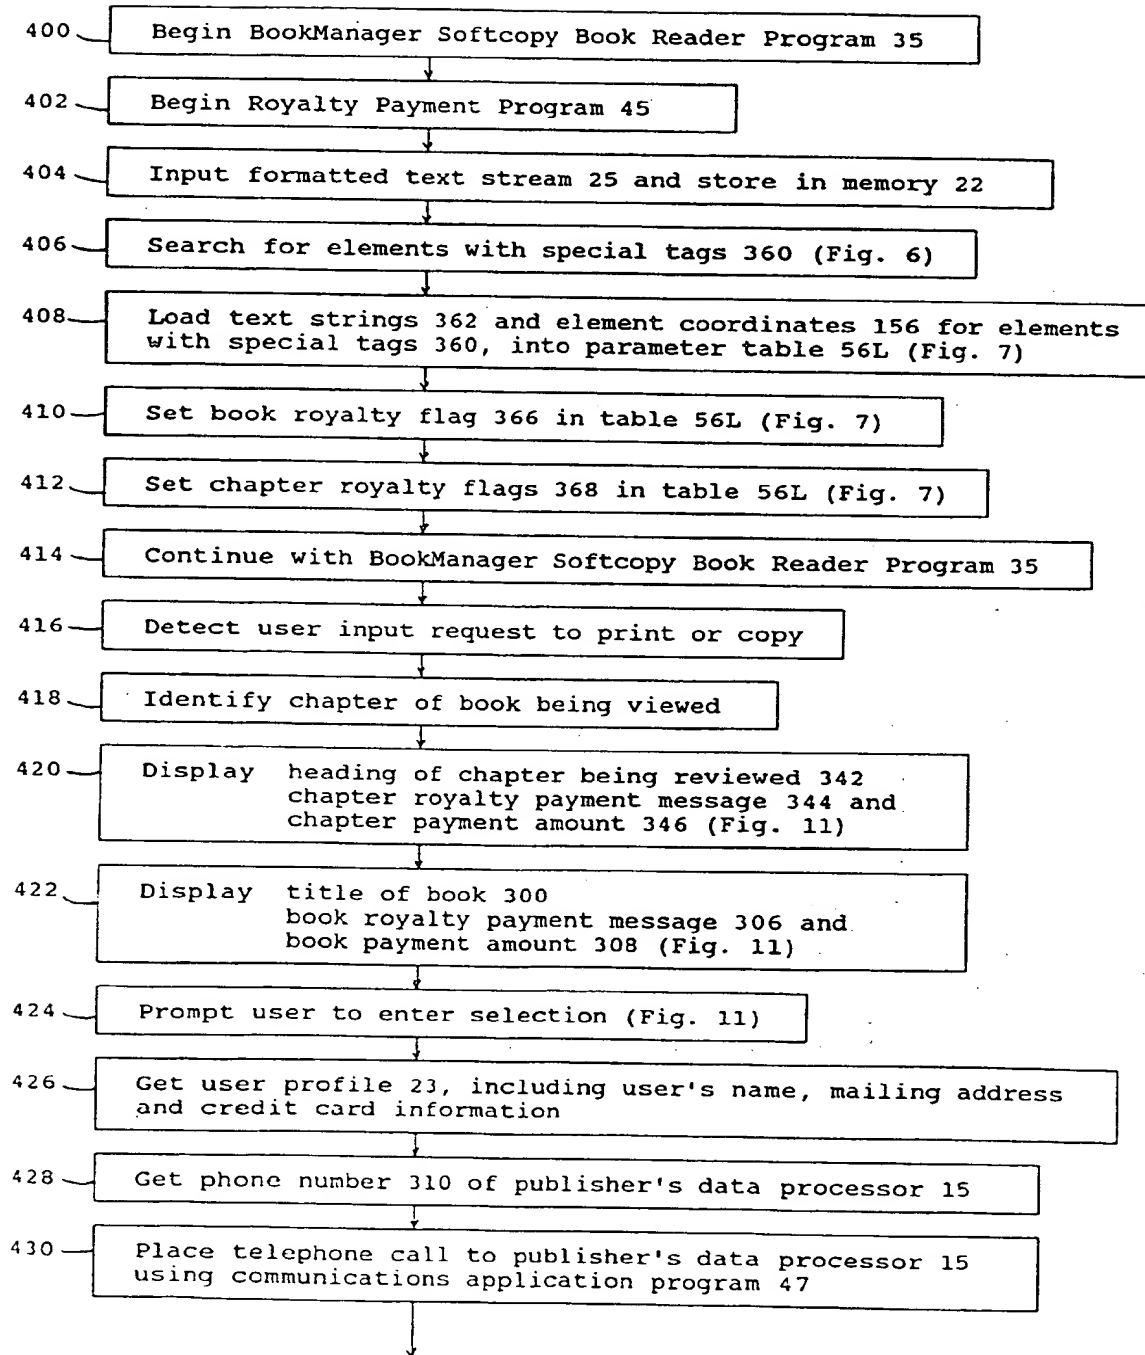 400 Begin BookManager Softcopy Book Reader Program 35
402 Begin Royalty Payment Program 45
404 Input formatted text stream 25 and store in memory 22
406 Search for elements with special tags 360 (Fig. 6)
408 Load text strings 362 and element coordinates 156 for elements
with special tags 360, into parameter table 56L (Fig. 7)
410 Set book royalty flag 366 in table 56L (Fig. 7)
412 Set chapter royalty flags 368 in table 56L (Fig. 7)
414 Continue with BookManager Softcopy Book Reader Program 35
416 Detect user input request to print or copy
418 Identify chapter of book being viewed
420 Display heading of chapter being reviewed 342
chapter royalty payment message 344 and
chapter payment amount 346 (Fig. 11)
422 Display title of book 300
book royalty payment message 306 and
book payment amount 308 (Fig. 11)
424 Prompt user to enter selection (Fig. 11)
426 Get user profile 23, including user's name, mailing address
and credit card information
428 Get phone number 310 of publisher's data processor 15
430 Place telephone call to publisher's data processor 15
using communications application program 47